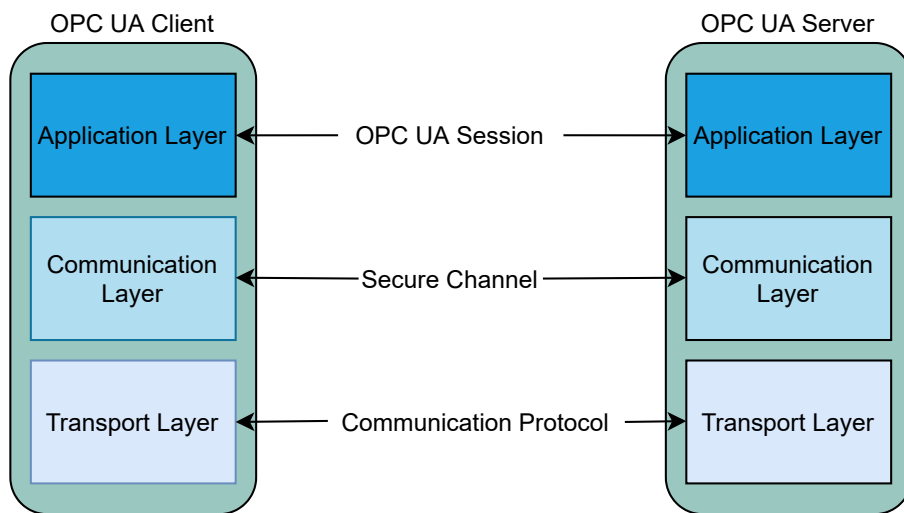 OPC UA Client
OPC UA Server
Application Layer
OPC UA Session
Application Layer
Communication
Layer
Secure Channel
Communication
Layer
Transport Layer
Communication Protocol
Transport Layer